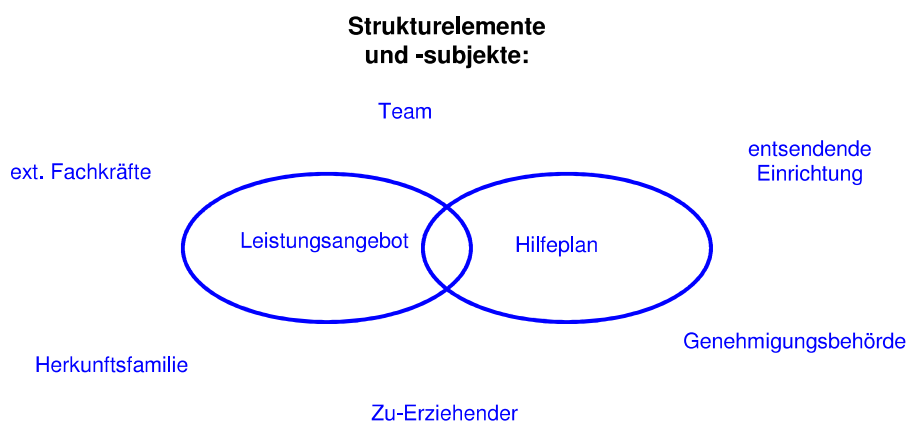 Strukturelemente
und -subjekte:
Team
ext. Fachkräfte
entsendende
Einrichtung
Leistungsangebot
Hilfeplan
Genehmigungsbehörde
Herkunftsfamilie
Zu-Erziehender